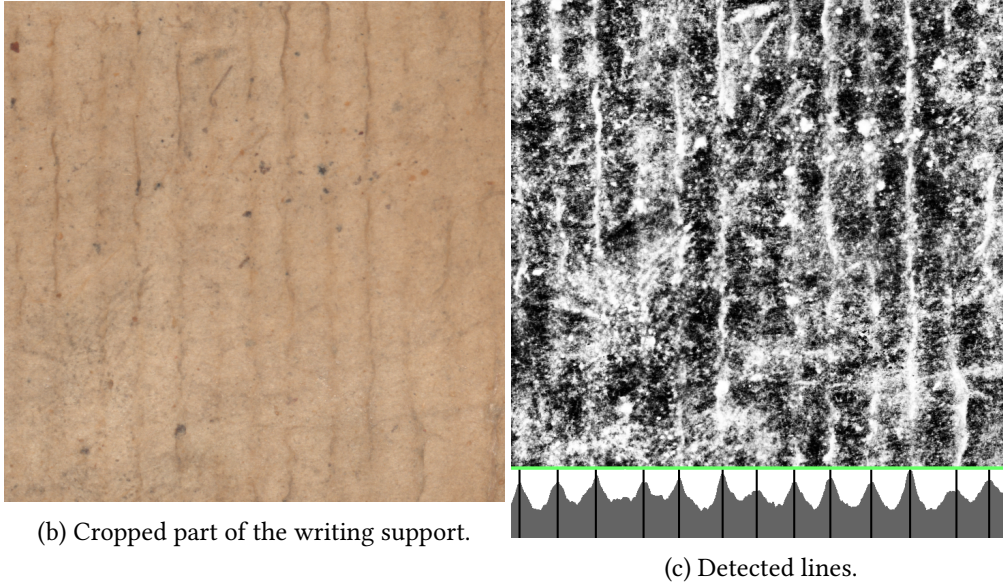 (b) Cropped part of the writing support.
(c) Detected lines.